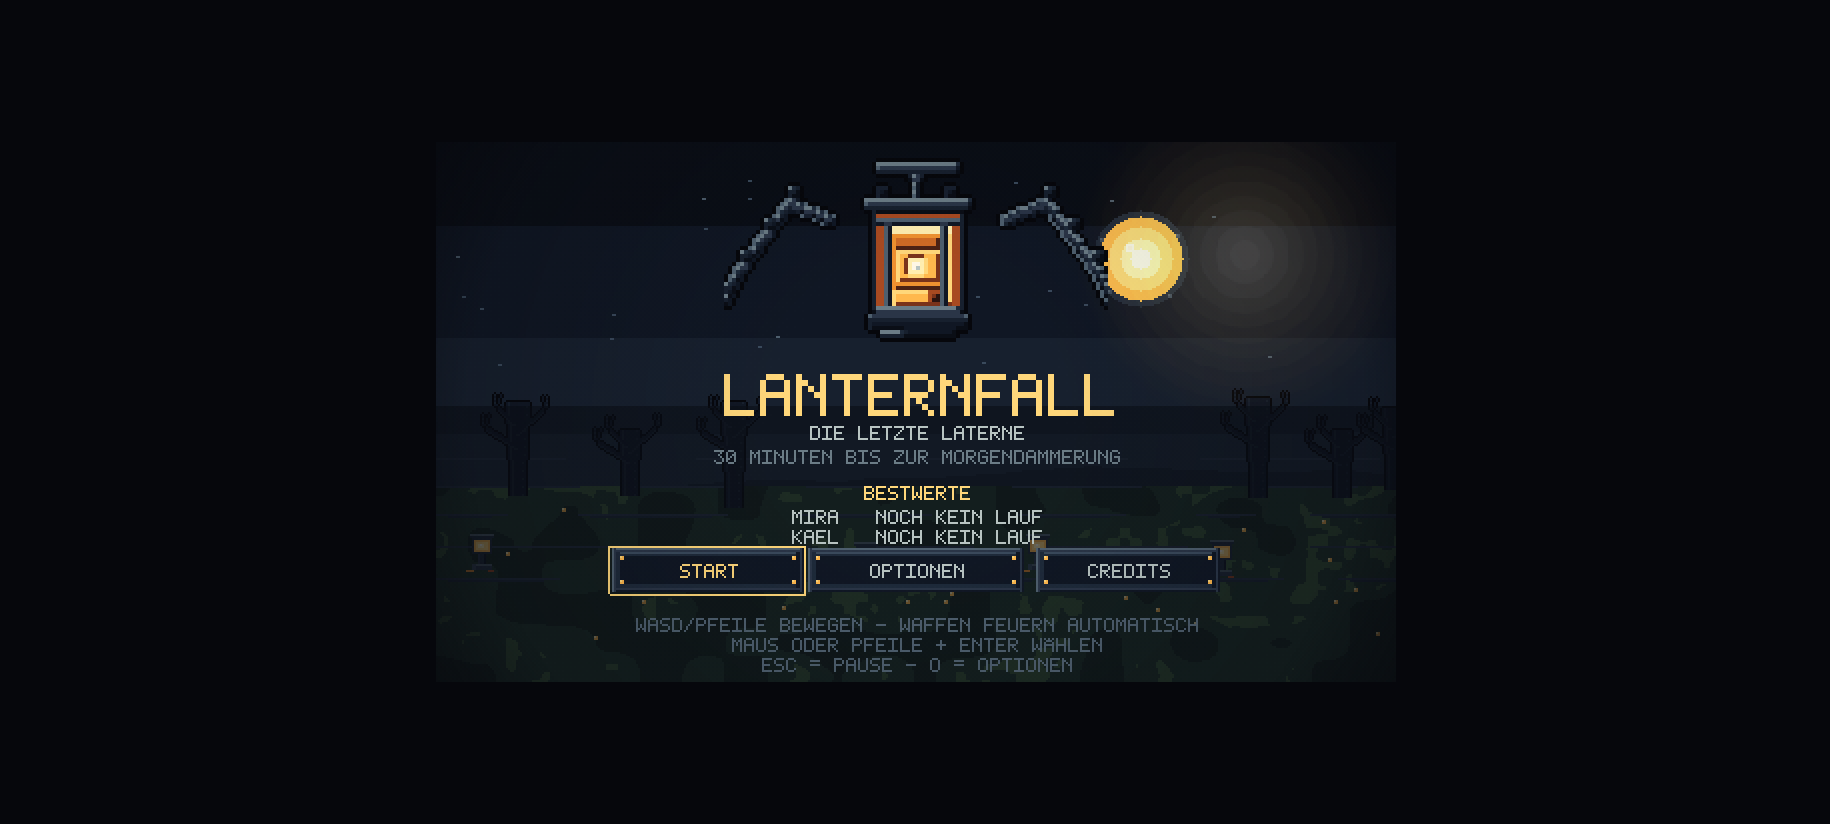 LANTERNFALL
DIE LETZTE LATERNE
30 MINUTEN BIS ZUR MORGENDAMMERUNG
BESTWERTE
MIRA NOCH KEIN LAUF
KAEL NOCH KEIN LAUF
START OPTIONEN CREDITS
WASD/PFEILE BEWEGEN - WAFFEN FEUERN AUTOMATISCH
MAUS ODER PFEILE + ENTER WÄHLEN
ESC = PAUSE - O = OPTIONEN